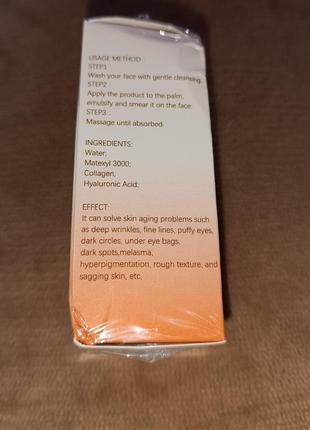 USAGE METHOD :
STEP1
Wash your face with gentle cleansing.
STEP2
Apply the product to the palm,
emulsify and smear it on the face.
STEP3 :
Massage until absorbed.
INGREDIENTS:
Water;
Matexyl 3000;
Collagen;
Hyaluronic Acid;
EFFECT:
It can solve skin aging problems such
as deep wrinkles, fine lines, puffy eyes,
dark circles, under eye bags,
dark spots,melasma,
hyperpigmentation, rough texture, and
sagging skin, etc.